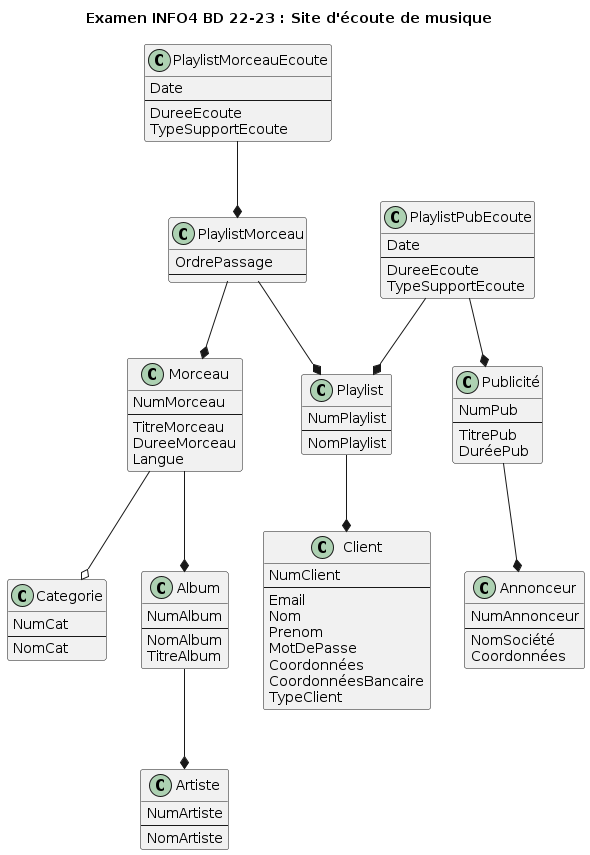 Examen INFO4 BD 22-23 : Site d'écoute de musique
C PlaylistMorceauEcoute
Date
DureeEcoute
TypeSupportEcoute
C PlaylistMorceau
OrdrePassage
C PlaylistPubEcoute
Date
DureeEcoute
TypeSupportEcoute
C Morceau
NumMorceau
TitreMorceau
DureeMorceau
Langue
C Playlist
NumPlaylist
NomPlaylist
C Publicité
NumPub
TitrePub
DuréePub
C Categorie
NumCat
NomCat
C Album
NumAlbum
NomAlbum
TitreAlbum
C Client
NumClient
Email
Nom
Prenom
MotDePasse
Coordonnées
CoordonnéesBancaire
TypeClient
C Annonceur
NumAnnonceur
NomSociété
Coordonnées
C Artiste
NumArtiste
NomArtiste